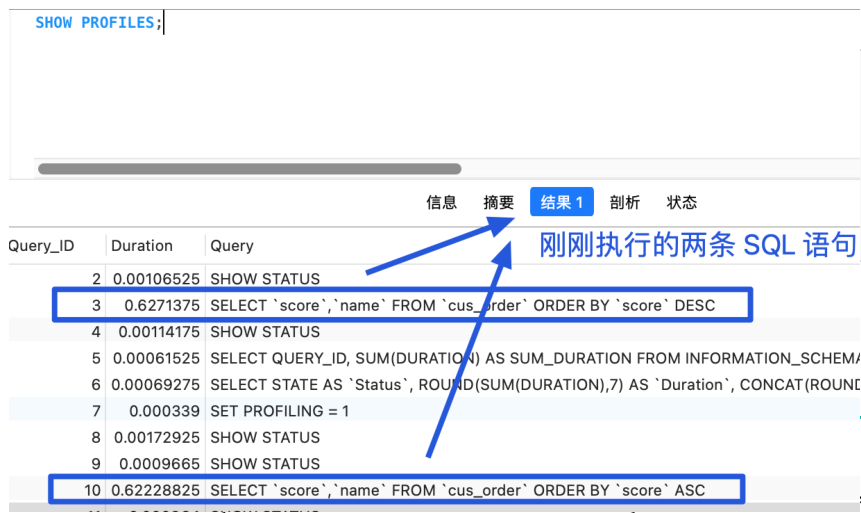 SHOW PROFILES;
信息 摘要 结果 1 剖析 状态
刚刚执行的两条 SQL 语句
Query_ID Duration Query
2 0.00106525 SHOW STATUS
3 0.6271375 SELECT `score`,`name` FROM `cus_order` ORDER BY `score` DESC
4 0.00114175 SHOW STATUS
5 0.00061525 SELECT QUERY_ID, SUM(DURATION) AS SUM_DURATION FROM INFORMATION_SCHEMA
6 0.00069275 SELECT STATE AS `Status`, ROUND(SUM(DURATION),7) AS `Duration`, CONCAT(ROUND
7 0.000339 SET PROFILING = 1
8 0.00172925 SHOW STATUS
9 0.0009665 SHOW STATUS
10 0.62228825 SELECT `score`,`name` FROM `cus_order` ORDER BY `score` ASC